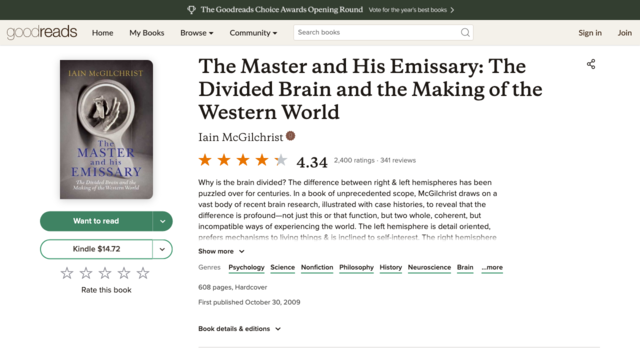 The Goodreads Choice Awards Opening Round Vote for the year's best books
goodreads Home My Books Browse Community Search books Sign in Join
IAIN McGILCHRIST
The
MASTER
and his
EMISSARY
The Divided Brain and the
Making of the Western World
Want to read
Kindle $14.72
Rate this book
The Master and His Emissary: The
Divided Brain and the Making of the
Western World
Iain McGilchrist
4.34 2,400 ratings · 341 reviews
Why is the brain divided? The difference between right & left hemispheres has been
puzzled over for centuries. In a book of unprecedented scope, McGilchrist draws on a
vast body of recent brain research, illustrated with case histories, to reveal that the
difference is profound—not just this or that function, but two whole, coherent, but
incompatible ways of experiencing the world. The left hemisphere is detail oriented,
prefers mechanisms to living things & is inclined to self-interest. The right hemisphere
Show more
Genres Psychology Science Nonfiction Philosophy History Neuroscience Brain ...more
608 pages, Hardcover
First published October 30, 2009
Book details & editions